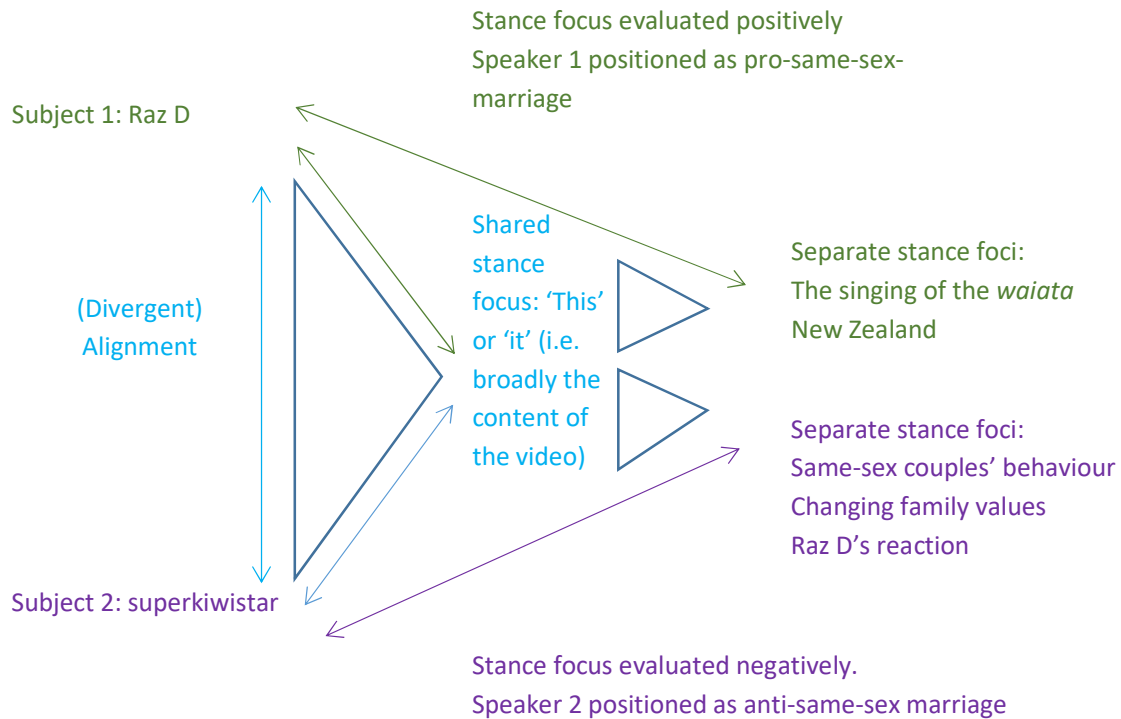 Stance focus evaluated positively
Speaker 1 positioned as pro-same-sex-
marriage
Subject 1: Raz D
(Divergent)
Alignment
Shared
stance
focus: ‘This’
or ‘it’ (i.e.
broadly the
content of
the video)
Separate stance foci:
The singing of the waiata
New Zealand
Separate stance foci:
Same-sex couples’ behaviour
Changing family values
Raz D’s reaction
Subject 2: superkiwistar
Stance focus evaluated negatively.
Speaker 2 positioned as anti-same-sex marriage